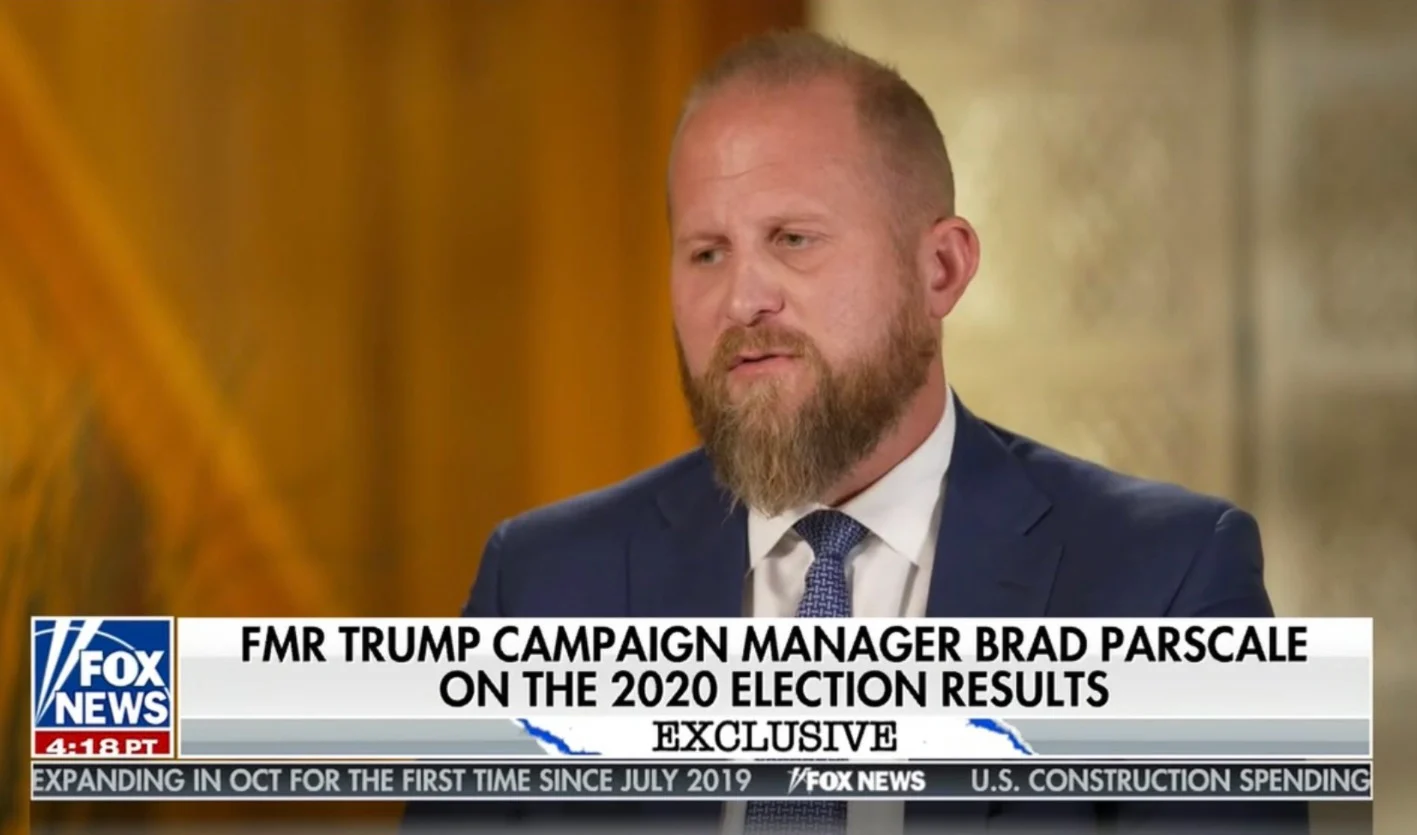 FMR TRUMP CAMPAIGN MANAGER BRAD PARSCALE
ON THE 2020 ELECTION RESULTS
FOX
NEWS
EXCLUSIVE
4:18 PT
EXPANDING IN OCT FOR THE FIRST TIME SINCE JULY 2019 FOX NEWS U.S. CONSTRUCTION SPENDING